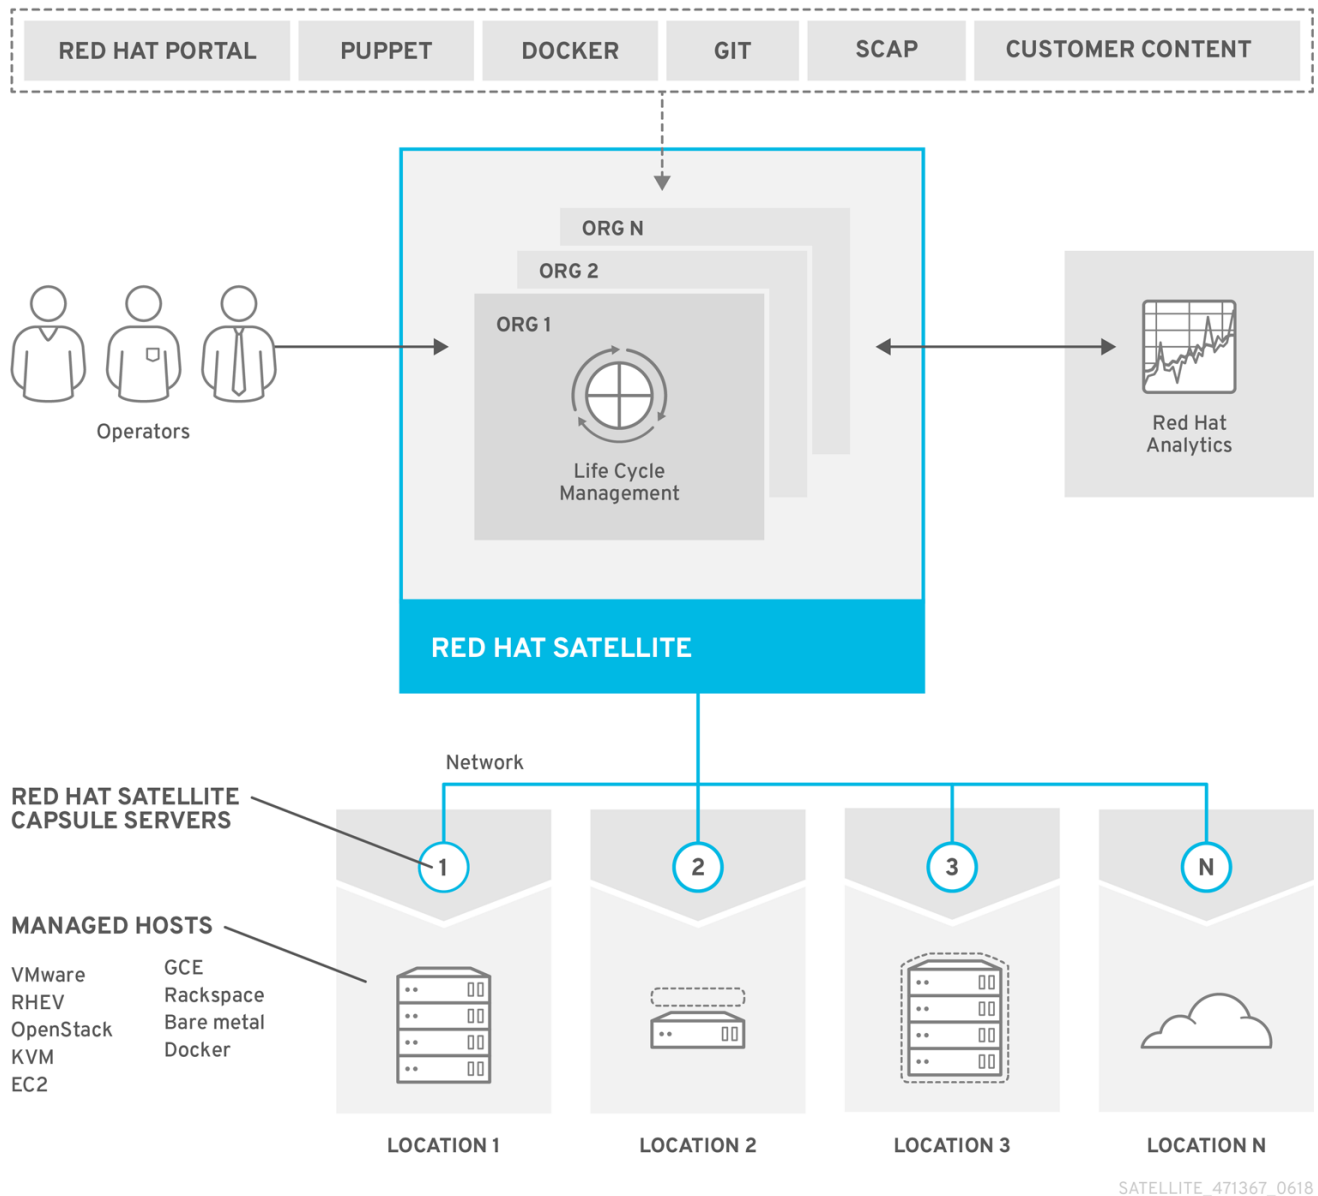 RED HAT PORTAL
PUPPET
DOCKER
GIT
SCAP
CUSTOMER CONTENT
ORG N
ORG 2
ORG 1
Life Cycle
Management
Operators
Red Hat
Analytics
RED HAT SATELLITE
Network
RED HAT SATELLITE
CAPSULE SERVERS
1
2
3
N
MANAGED HOSTS
VMware
RHEV
OpenStack
KVM
EC2
GCE
Rackspace
Bare metal
Docker
LOCATION 1
LOCATION 2
LOCATION 3
LOCATION N
SATELLITE_471367_0618